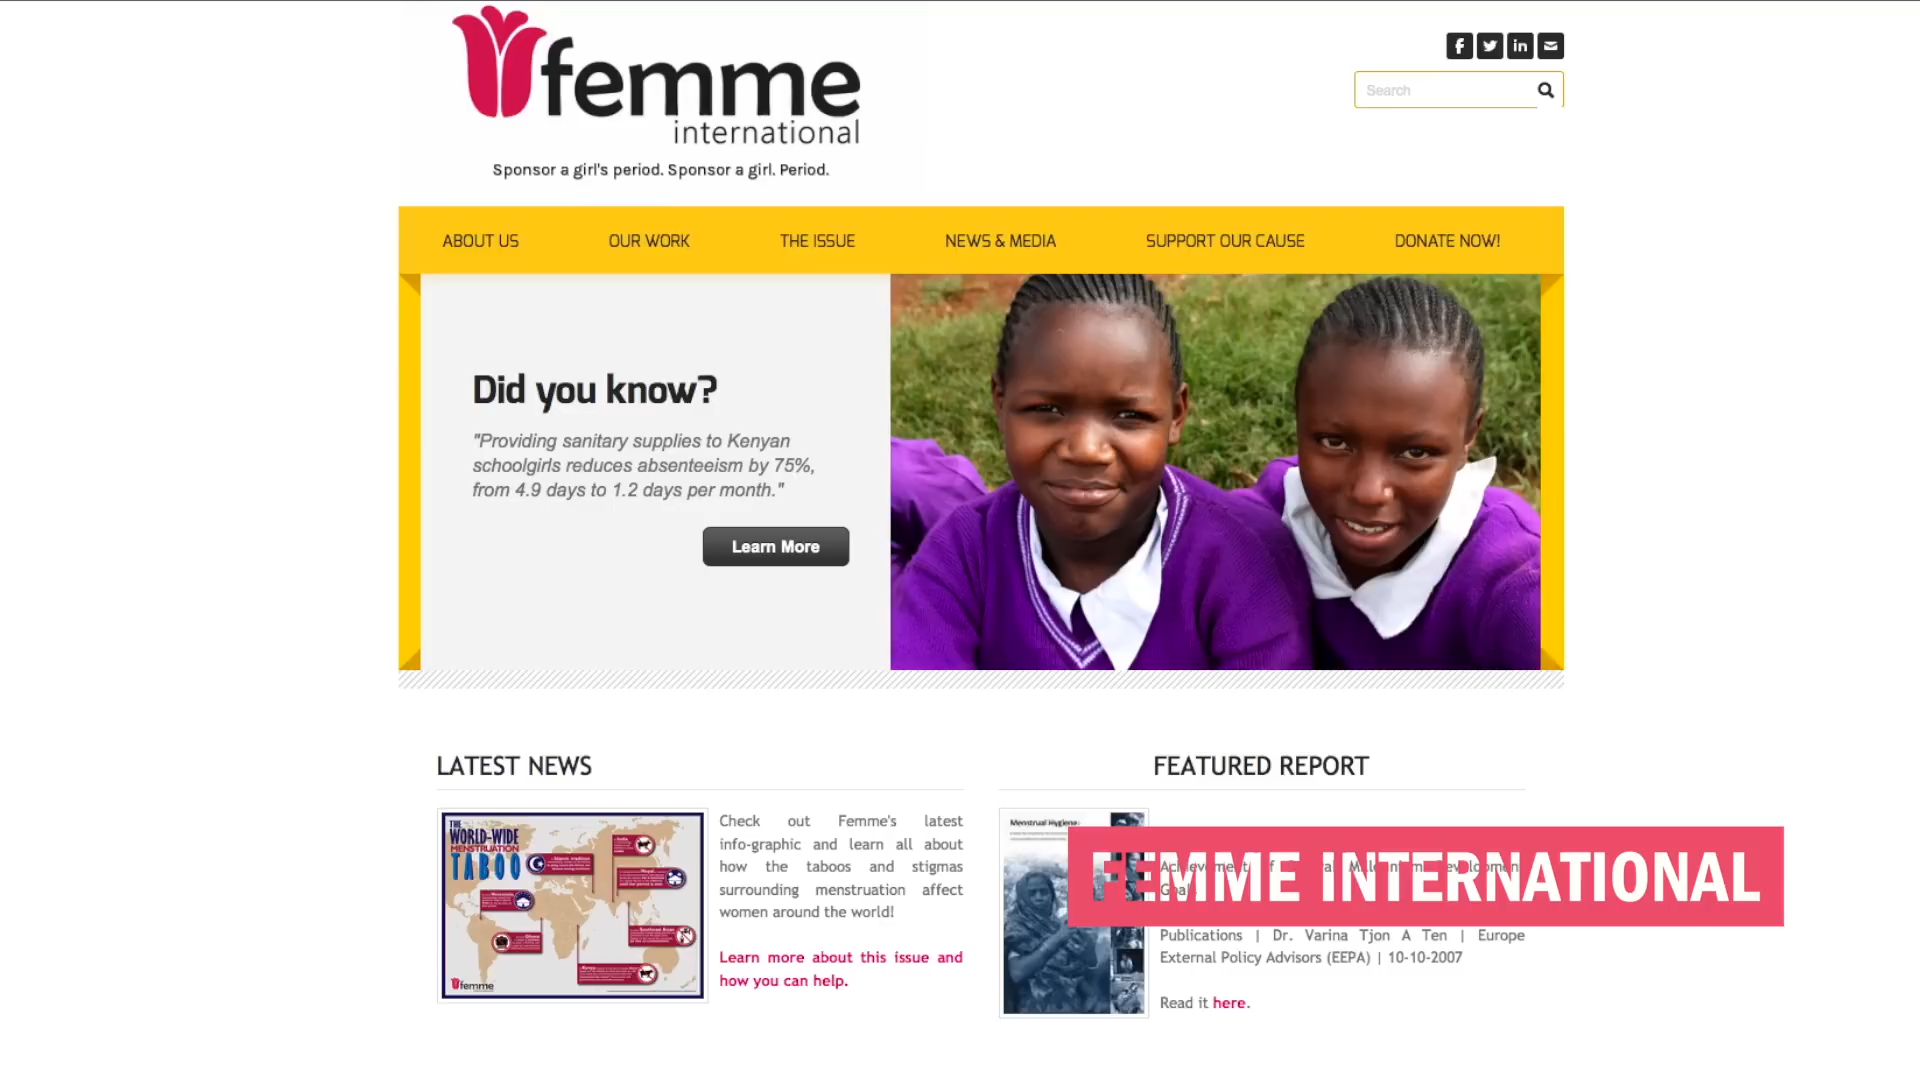 femme
international
Sponsor a girl's period. Sponsor a girl. Period.
Search
ABOUT US
OUR WORK
THE ISSUE
NEWS & MEDIA
SUPPORT OUR CAUSE
DONATE NOW!
Did you know?
"Providing sanitary supplies to Kenyan
schoolgirls reduces absenteeism by 75%,
from 4.9 days to 1.2 days per month."
Learn More
LATEST NEWS
THE
WORLD-WIDE
MENSTRUATION
TABOO
femme
Check out Femme's latest
info-graphic and learn all about
how the taboos and stigmas
surrounding menstruation affect
women around the world!
Learn more about this issue and
how you can help.
FEATURED REPORT
Menstrual Hygiene:
FEMME INTERNATIONAL
Publications | Dr. Varina Tjon A Ten | Europe
External Policy Advisors (EEPA) | 10-10-2007
Read it here.